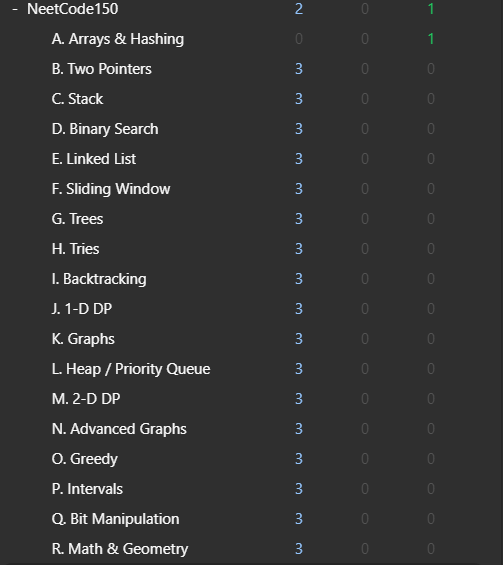 - NeetCode150 2 0 1
A. Arrays & Hashing 0 0 1
B. Two Pointers 3 0 0
C. Stack 3 0 0
D. Binary Search 3 0 0
E. Linked List 3 0 0
F. Sliding Window 3 0 0
G. Trees 3 0 0
H. Tries 3 0 0
I. Backtracking 3 0 0
J. 1-D DP 3 0 0
K. Graphs 3 0 0
L. Heap / Priority Queue 3 0 0
M. 2-D DP 3 0 0
N. Advanced Graphs 3 0 0
O. Greedy 3 0 0
P. Intervals 3 0 0
Q. Bit Manipulation 3 0 0
R. Math & Geometry 3 0 0